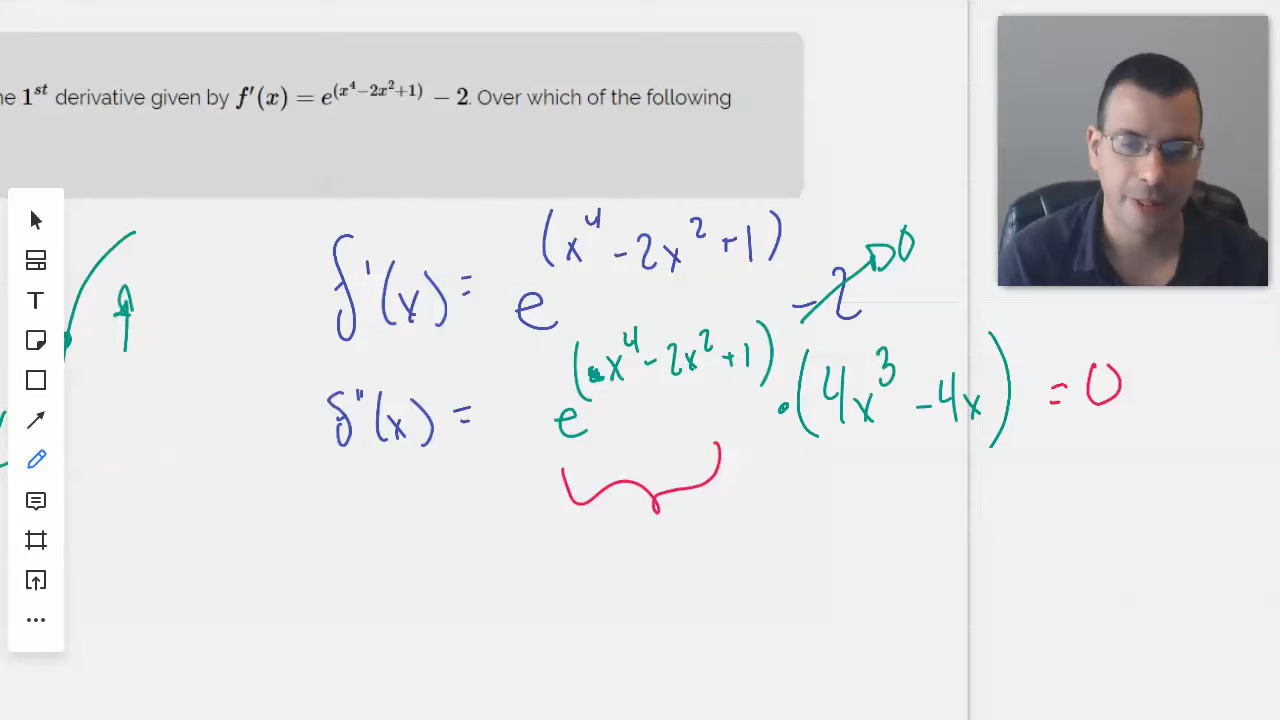 ne 1ˢᵗ derivative given by f'(x) = e^(x⁴−2x²+1) − 2. Over which of the following
f'(x) = e^(x⁴ − 2x² + 1) − 2 → 0
f''(x) = e^(x⁴ − 2x² + 1) · (4x³ − 4x) = 0
T